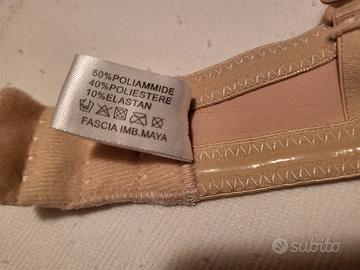 50%POLIAMMIDE
40%POLIESTERE
10%ELASTAN
FASCIA IMB.MAYA
subito